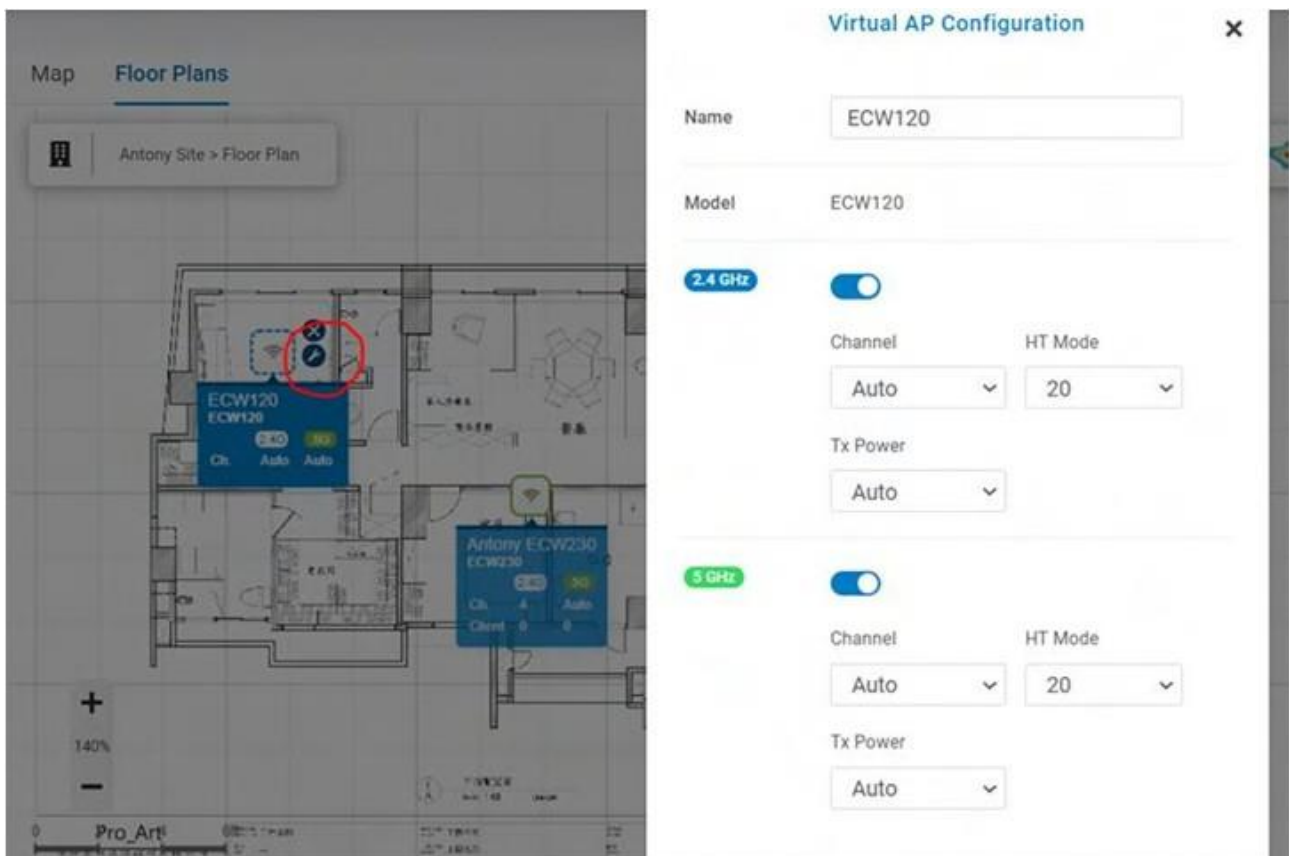 Virtual AP Configuration
Map
Floor Plans
Antony Site > Floor Plan
Name
ECW120
Model
ECW120
2.4 GHz
Channel
HT Mode
Auto
20
Tx Power
Auto
5 GHz
Channel
HT Mode
Auto
20
Tx Power
Auto
ECW120
ECW120
2.4G
5G
Ch.
Auto
Auto
Antony ECW230
ECW230
2.4G
5G
Ch.
4
Auto
Client
0
0
140%
0
Pro_Art